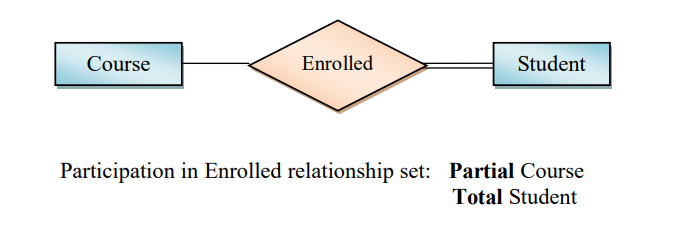 Course Enrolled Student
Participation in Enrolled relationship set: Partial Course
Total Student